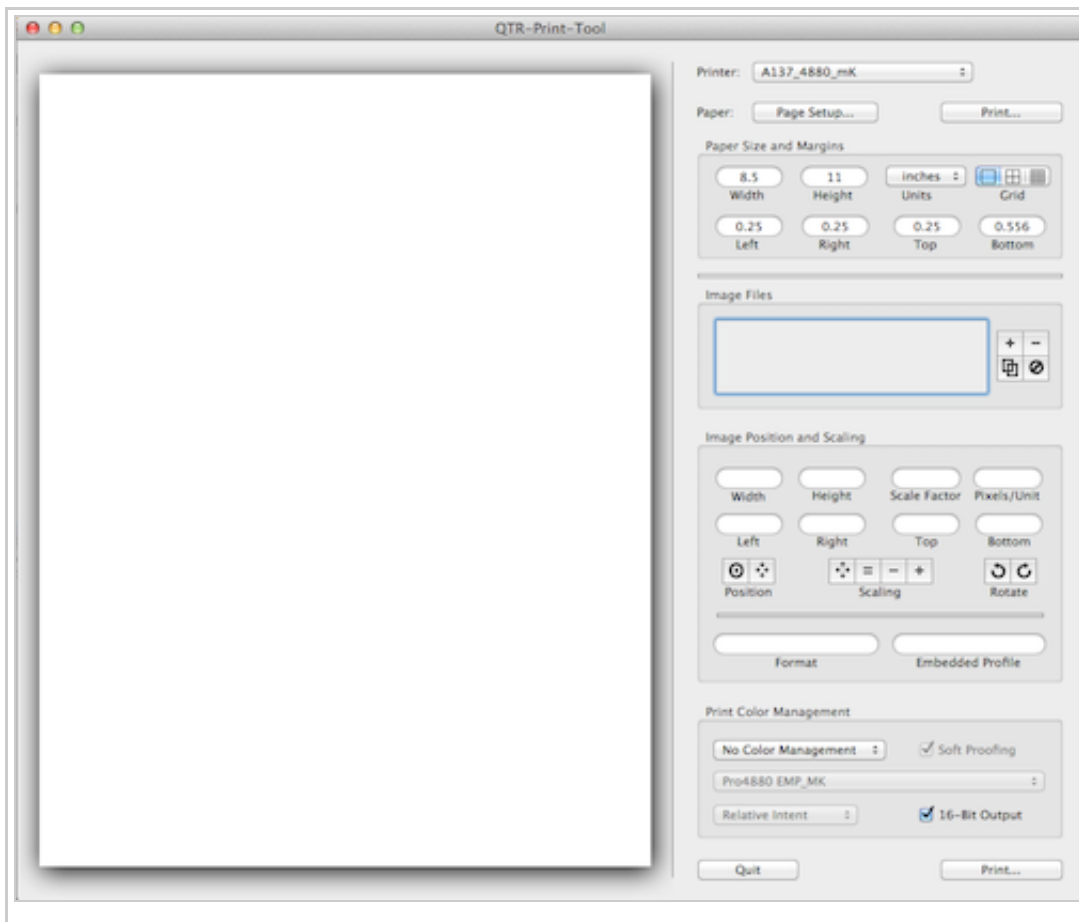 QTR-Print-Tool
Printer: A137_4880_mK
Paper: Page Setup... Print...
Paper Size and Margins
8.5 11 inches
Width Height Units Grid
0.25 0.25 0.25 0.556
Left Right Top Bottom
Image Files
+ -
Image Position and Scaling
Width Height Scale Factor Pixels/Unit
Left Right Top Bottom
= - +
Position Scaling Rotate
Format Embedded Profile
Print Color Management
No Color Management Soft Proofing
Pro4880 EMP_MK
Relative Intent 16-Bit Output
Quit Print...